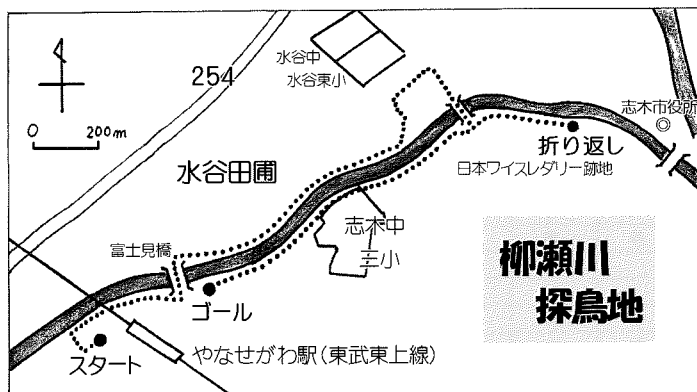 水谷中
水谷東小
254
0 200m
志木市役所
折り返し
日本ワイスレダリー跡地
水谷田圃
志木中
三小
富士見橋
柳瀬川
探鳥地
ゴール
スタート
やなせがわ駅(東武東上線)